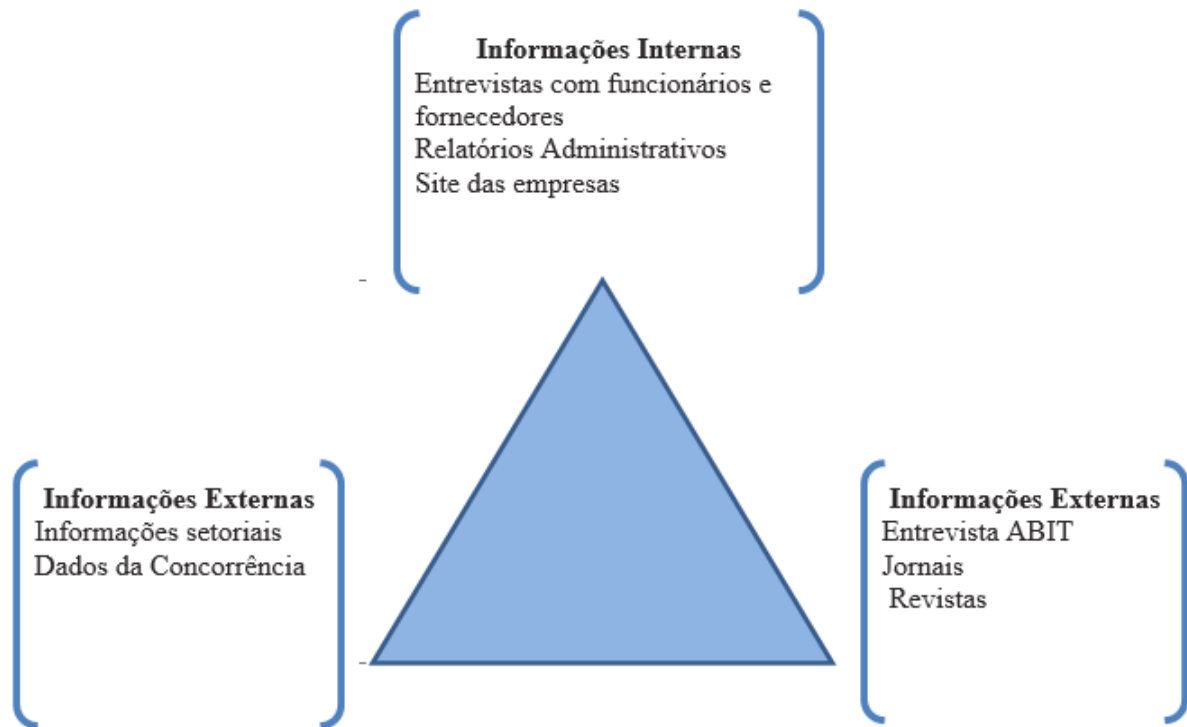 Informações Internas
Entrevistas com funcionários e
fornecedores
Relatórios Administrativos
Site das empresas
-
Informações Externas
Informações setoriais
Dados da Concorrência
Informações Externas
Entrevista ABIT
Jornais
Revistas
-